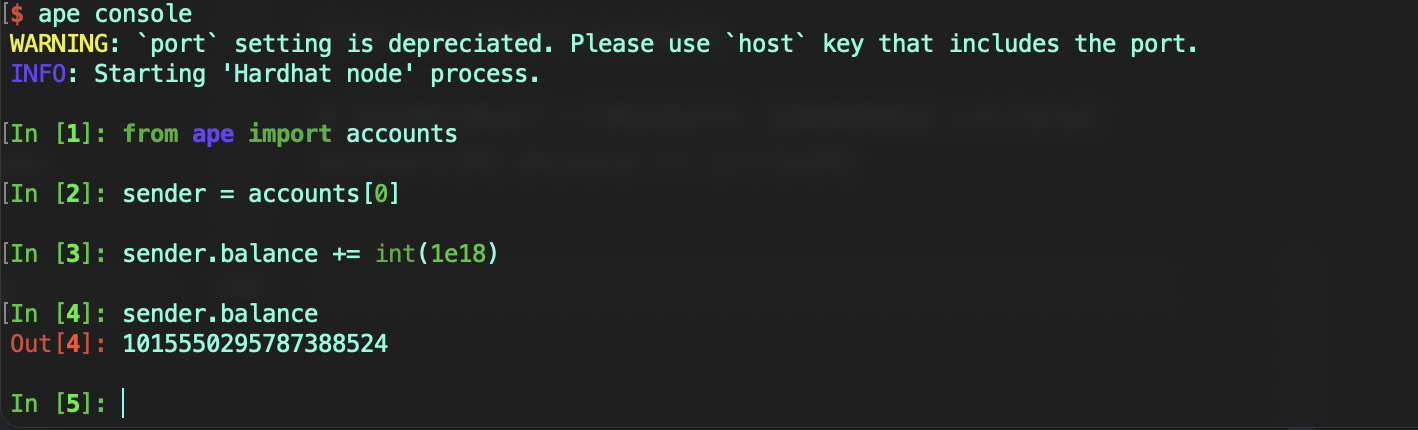 [$ ape console
WARNING: `port` setting is depreciated. Please use `host` key that includes the port.
INFO: Starting 'Hardhat node' process.
[In [1]: from ape import accounts
[In [2]: sender = accounts[0]
[In [3]: sender.balance += int(1e18)
[In [4]: sender.balance
Out[4]: 1015550295787388524
In [5]: